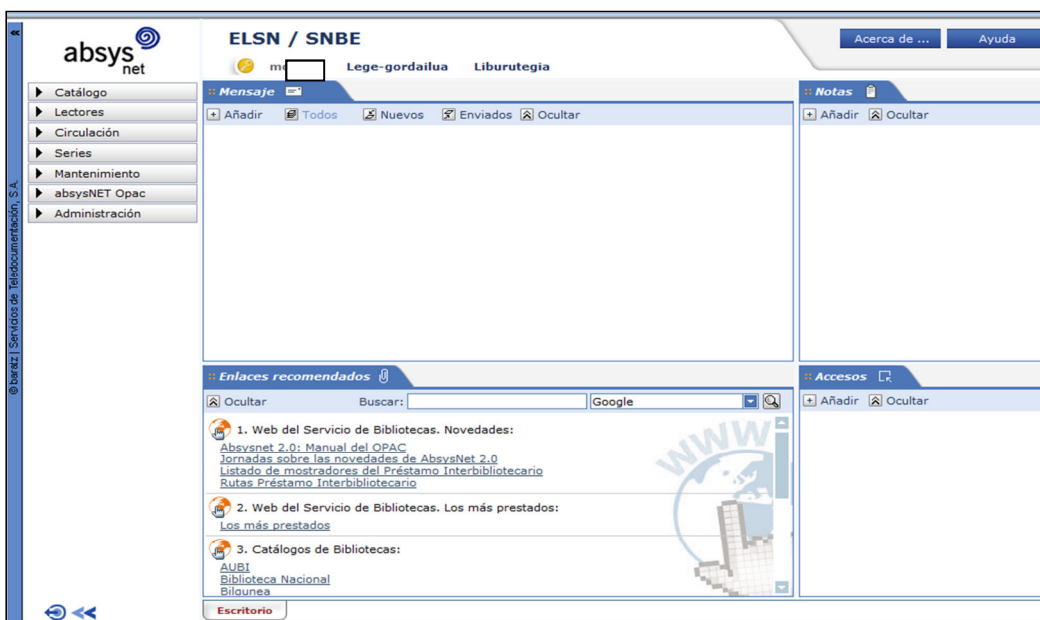 «
absys
net
ELSN / SNBE
Acerca de ...
Ayuda
Lege-gordailua
Liburutegia
Catálogo
Lectores
Circulación
Series
Mantenimiento
absysNET Opac
Administración
© baratz | Servicios de Teledocumentación, S.A.
:: Mensaje
+ Añadir Todos Nuevos Enviados Ocultar
:: Notas
+ Añadir Ocultar
:: Enlaces recomendados
Ocultar Buscar: Google
1. Web del Servicio de Bibliotecas. Novedades:
Absysnet 2.0: Manual del OPAC
Jornadas sobre las novedades de AbsysNet 2.0
Listado de mostradores del Préstamo Interbibliotecario
Rutas Préstamo Interbibliotecario
2. Web del Servicio de Bibliotecas. Los más prestados:
Los más prestados
3. Catálogos de Bibliotecas:
AUBI
Biblioteca Nacional
Bilgunea
WWW
:: Accesos
+ Añadir Ocultar
Escritorio